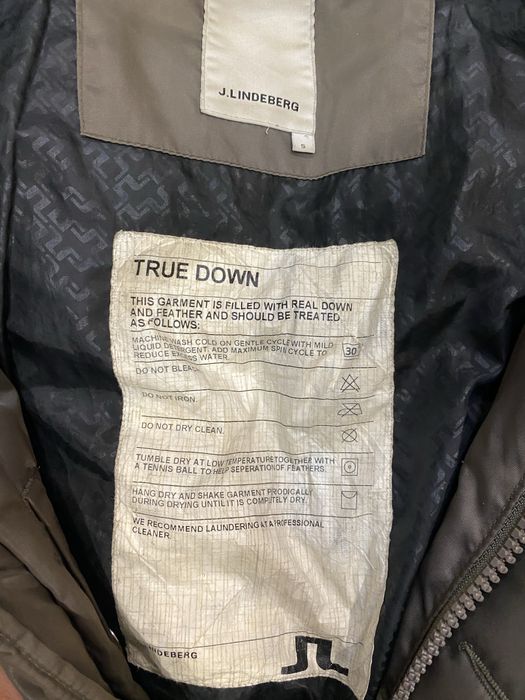 J.LINDEBERG
S
TRUE DOWN
THIS GARMENT IS FILLED WITH REAL DOWN
AND FEATHER AND SHOULD BE TREATED
AS FOLLOWS:
MACHINE WASH COLD ON GENTLE CYCLE WITH MILD
LIQUID DETERGENT. ADD MAXIMUM SPIN CYCLE TO
REDUCE EXCESS WATER.
30
DO NOT BLEACH
DO NOT IRON.
DO NOT DRY CLEAN.
TUMBLE DRY AT LOW TEMPERATURE TOGETHER WITH
A TENNIS BALL TO HELP SEPERATION OF FEATHERS.
HANG DRY AND SHAKE GARMENT PRODICALLY
DURING DRYING UNTIL IT IS COMPLETELY DRY.
WE RECOMMEND LAUNDERING AT A PROFESSIONAL
CLEANER.
J.LINDEBERG